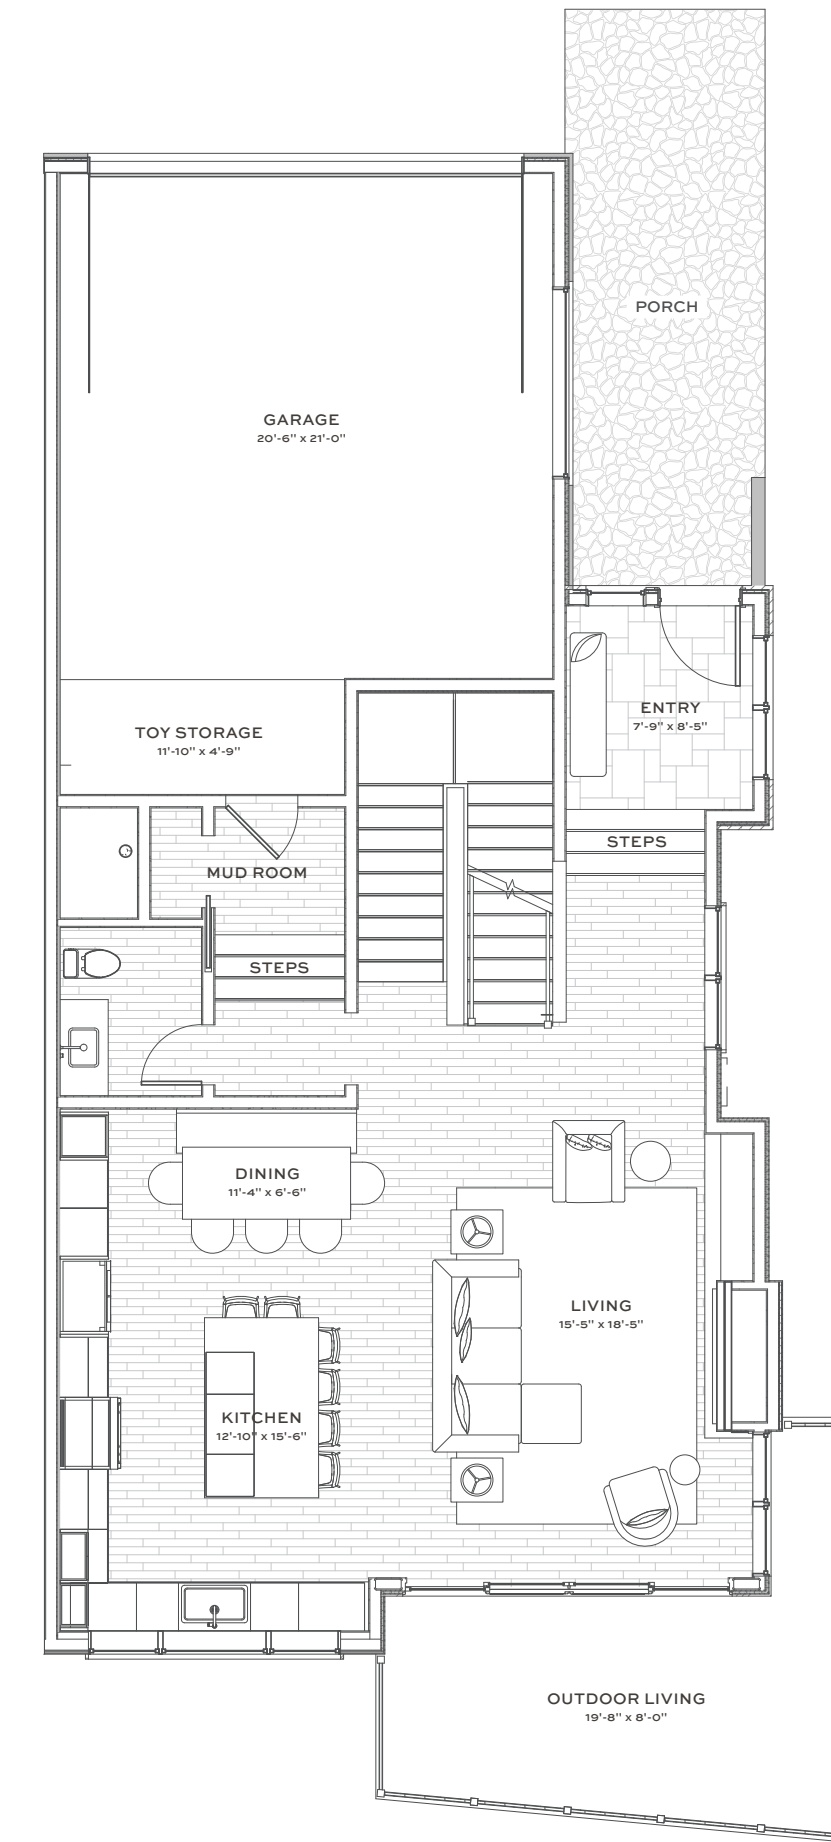 PORCH
GARAGE
20'-6" x 21'-0"
ENTRY
7'-9" x 8'-5"
TOY STORAGE
11'-10" x 4'-9"
STEPS
MUD ROOM
STEPS
DINING
11'-4" x 6'-6"
LIVING
15'-5" x 18'-5"
KITCHEN
12'-10" x 15'-6"
OUTDOOR LIVING
19'-8" x 8'-0"